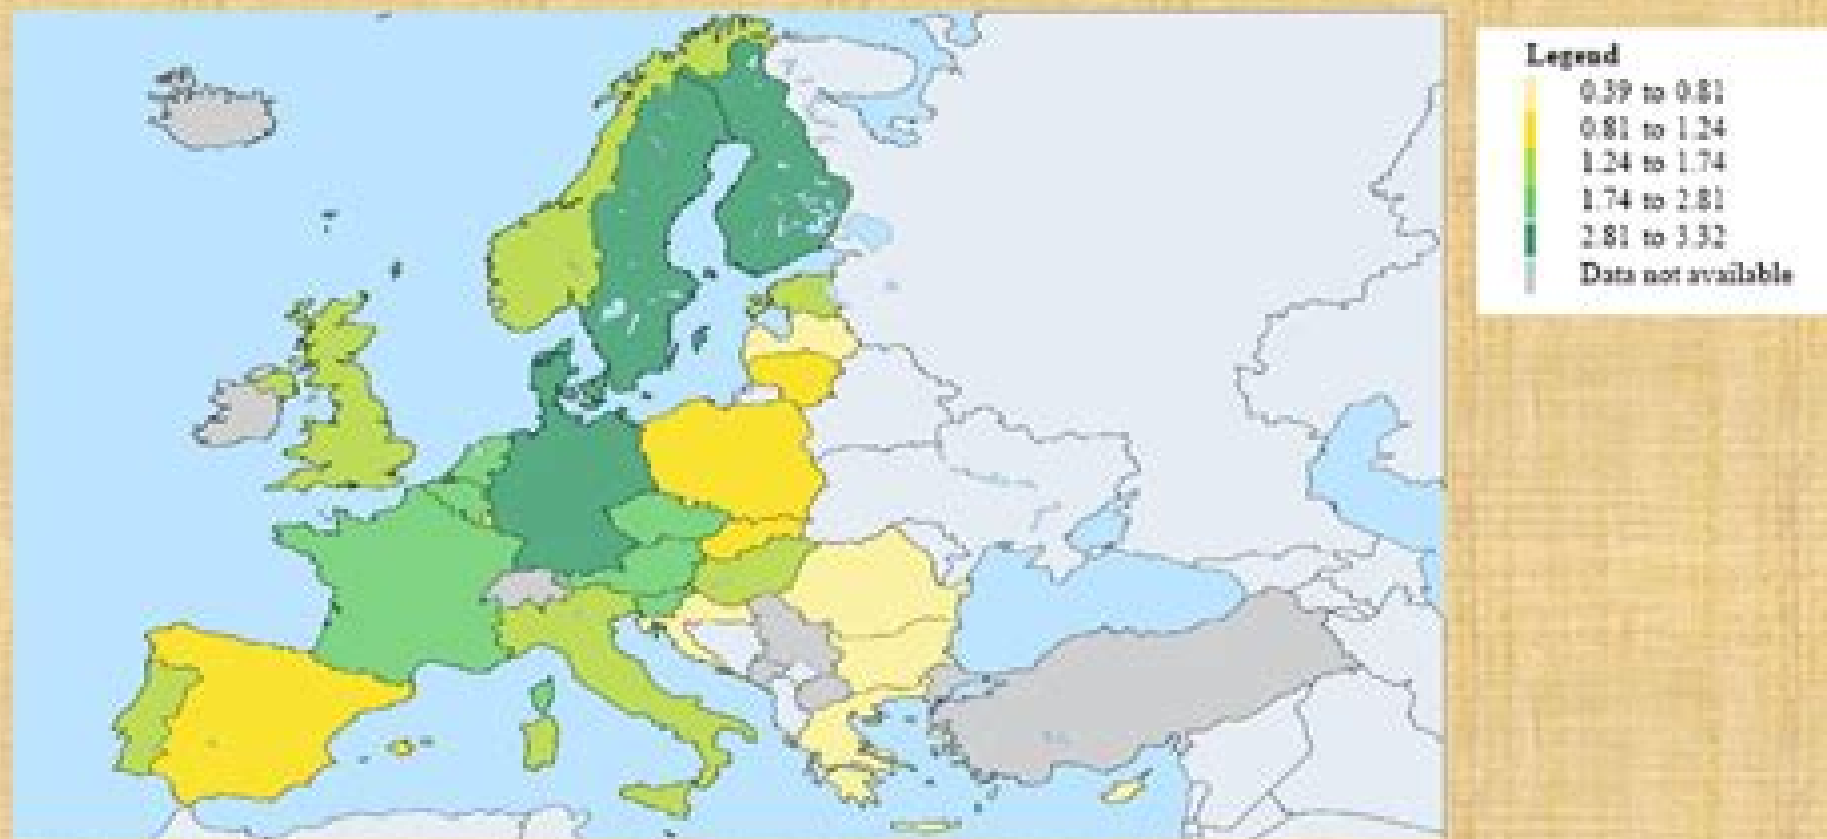 Legend
0.39 to 0.81
0.81 to 1.24
1.24 to 1.74
1.74 to 2.81
2.81 to 3.32
Data not available